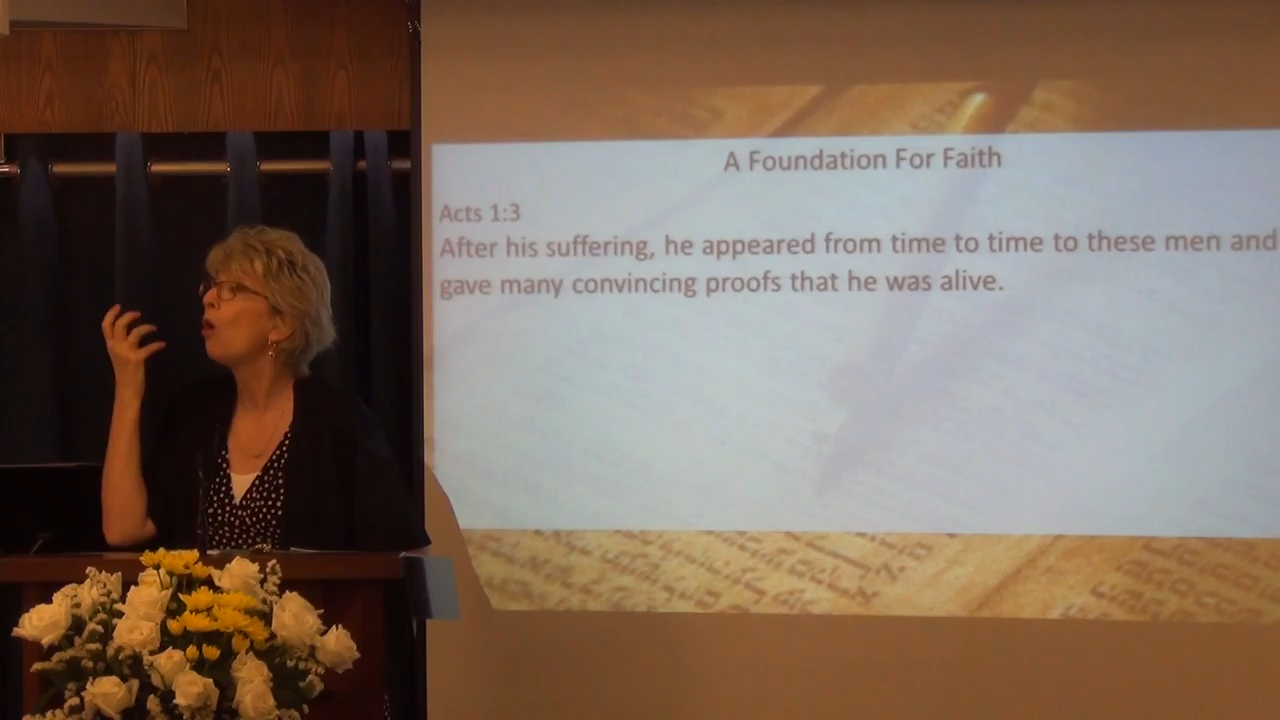 A Foundation For Faith
Acts 1:3
After his suffering, he appeared from time to time to these men and
gave many convincing proofs that he was alive.